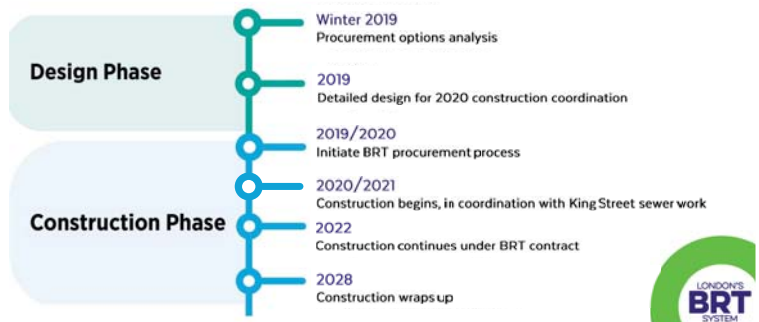 Design Phase
Winter 2019
Procurement options analysis
2019
Detailed design for 2020 construction coordination
Construction Phase
2019/2020
Initiate BRT procurement process
2020/2021
Construction begins, in coordination with King Street sewer work
2022
Construction continues under BRT contract
2028
Construction wraps up
LONDON'S
BRT
SYSTEM